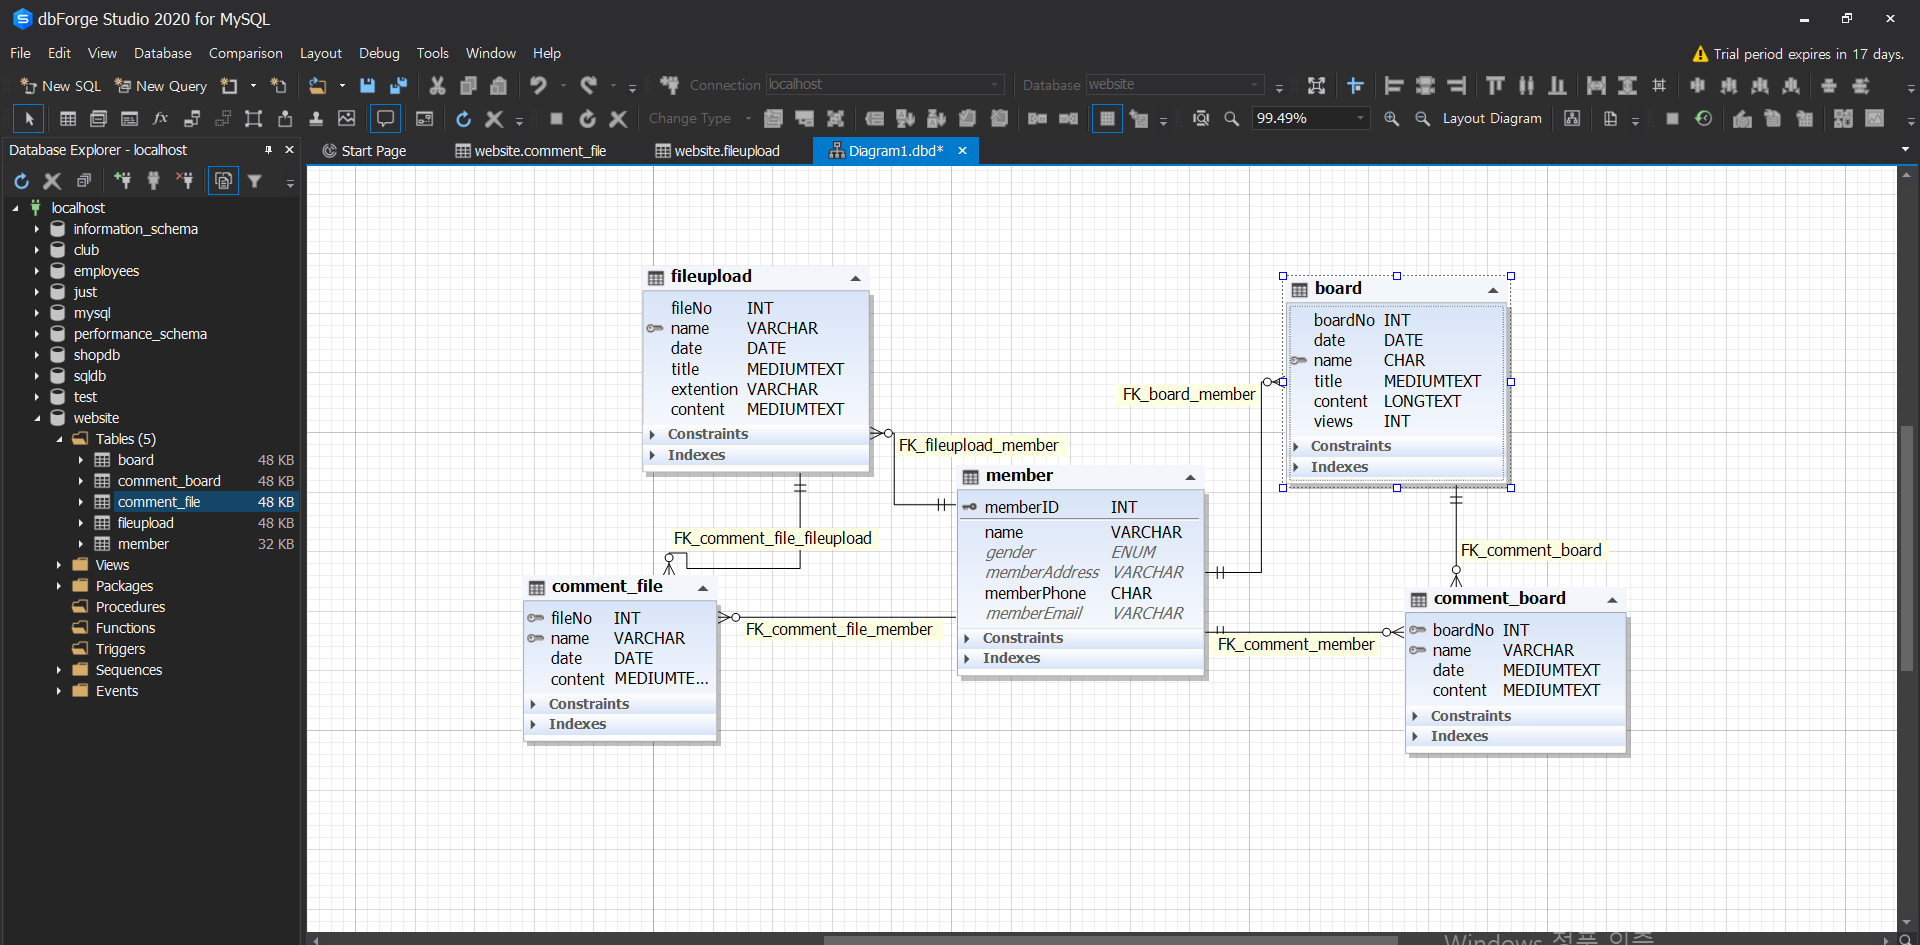 dbForge Studio 2020 for MySQL
File Edit View Database Comparison Layout Debug Tools Window Help
Trial period expires in 17 days.
New SQL New Query Connection localhost Database website
Change Type 99.49% Layout Diagram
Database Explorer - localhost
Start Page website.comment_file website.fileupload Diagram1.dbd*
localhost
information_schema
club
employees
just
mysql
performance_schema
shopdb
sqldb
test
website
Tables (5)
board 48 KB
comment_board 48 KB
comment_file 48 KB
fileupload 48 KB
member 32 KB
Views
Packages
Procedures
Functions
Triggers
Sequences
Events
fileupload
fileNo INT
name VARCHAR
date DATE
title MEDIUMTEXT
extention VARCHAR
content MEDIUMTEXT
Constraints
Indexes
board
boardNo INT
date DATE
name CHAR
title MEDIUMTEXT
content LONGTEXT
views INT
Constraints
Indexes
FK_board_member
FK_fileupload_member
member
memberID INT
name VARCHAR
gender ENUM
memberAddress VARCHAR
memberPhone CHAR
memberEmail VARCHAR
Constraints
Indexes
FK_comment_file_fileupload
FK_comment_board
comment_file
fileNo INT
name VARCHAR
date DATE
content MEDIUMTE...
Constraints
Indexes
FK_comment_file_member
FK_comment_member
comment_board
boardNo INT
name VARCHAR
date MEDIUMTEXT
content MEDIUMTEXT
Constraints
Indexes
Windows 정품 인증